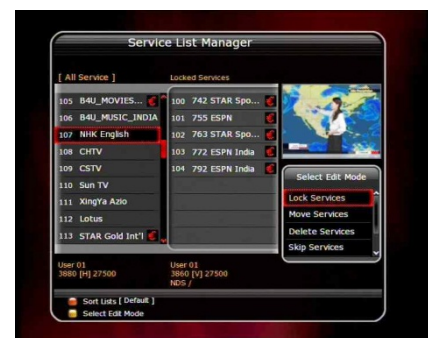 Service List Manager
[ All Service ]
Locked Services
105 B4U_MOVIES...
106 B4U_MUSIC_INDIA
107 NHK English
108 CHTV
109 CSTV
110 Sun TV
111 XingYa Azio
112 Lotus
113 STAR Gold Int'l
100 742 STAR Spo...
101 755 ESPN
102 763 STAR Spo...
103 772 ESPN India
104 792 ESPN India
Select Edit Mode
Lock Services
Move Services
Delete Services
Skip Services
User 01
3880 [H] 27500
User 01
3860 [V] 27500
NDS /
Sort Lists [ Default ]
Select Edit Mode